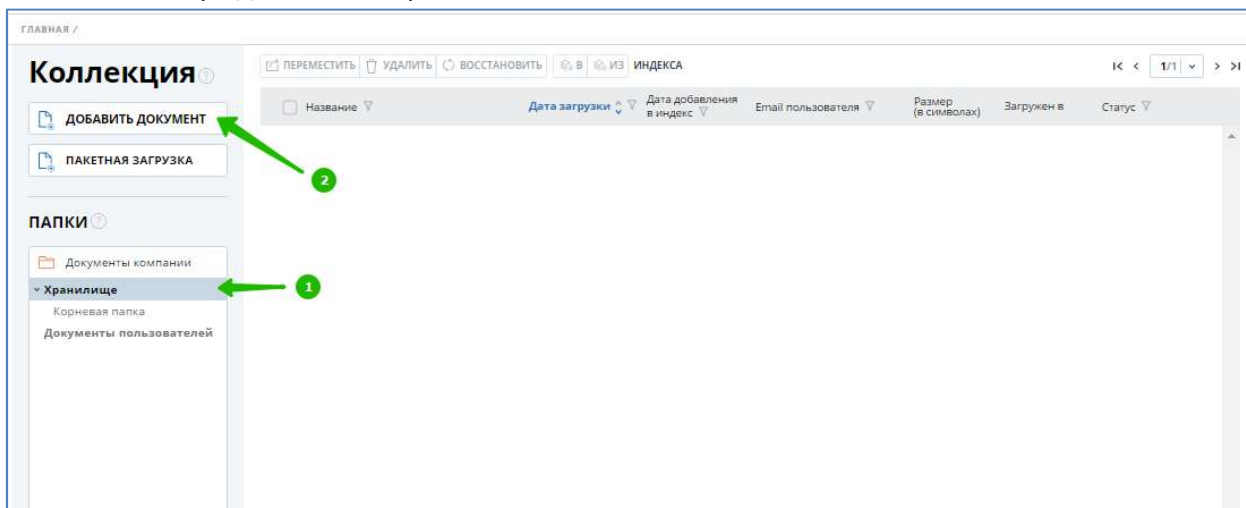 ГЛАВНАЯ /
Коллекция ?
ДОБАВИТЬ ДОКУМЕНТ
ПАКЕТНАЯ ЗАГРУЗКА
2
ПАПКИ ?
Документы компании
Хранилище
1
Корневая папка
Документы пользователей
ПЕРЕМЕСТИТЬ УДАЛИТЬ ВОССТАНОВИТЬ В ИЗ ИНДЕКСА
1/1
Название Дата загрузки Дата добавления в индекс Email пользователя Размер (в символах) Загружен в Статус